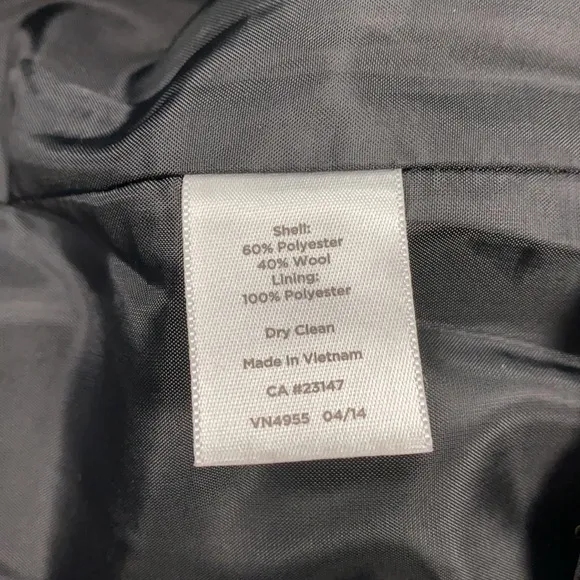 Shell:
60% Polyester
40% Wool
Lining:
100% Polyester
Dry Clean
Made in Vietnam
CA #23147
VN4955 04/14